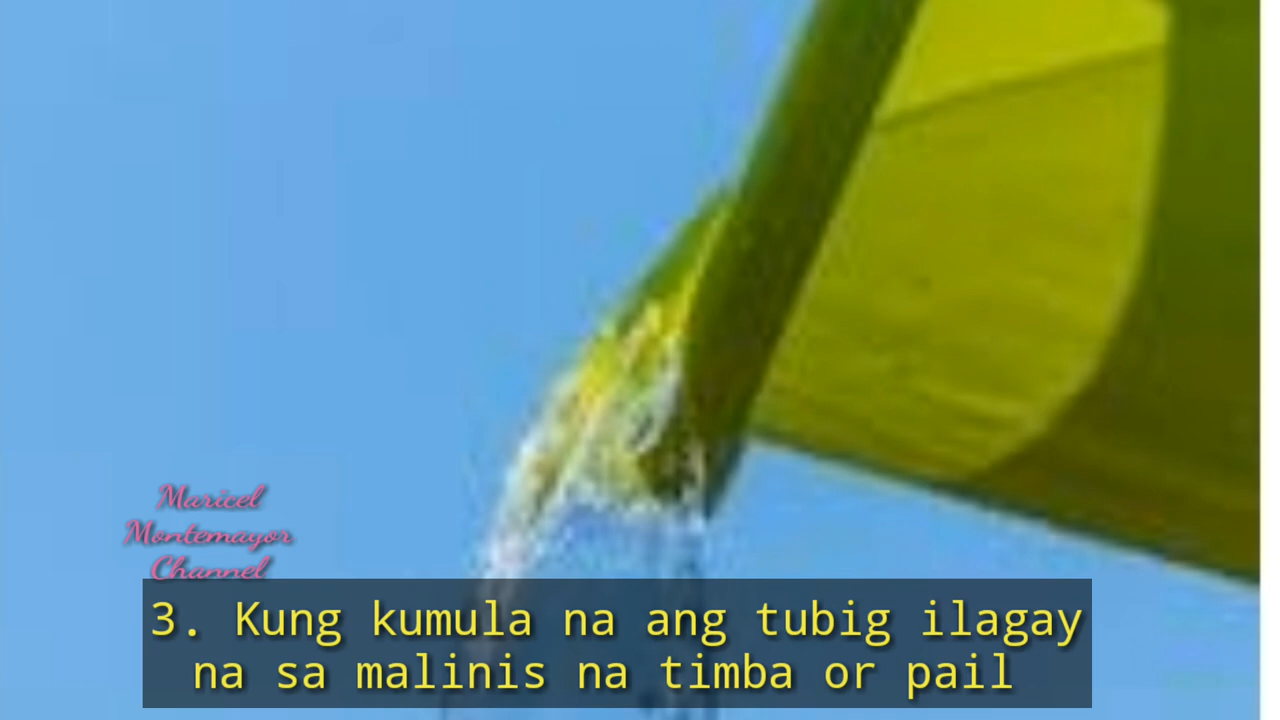 Maricel
Montemayor
Channel
3. Kung kumula na ang tubig ilagay
na sa malinis na timba or pail